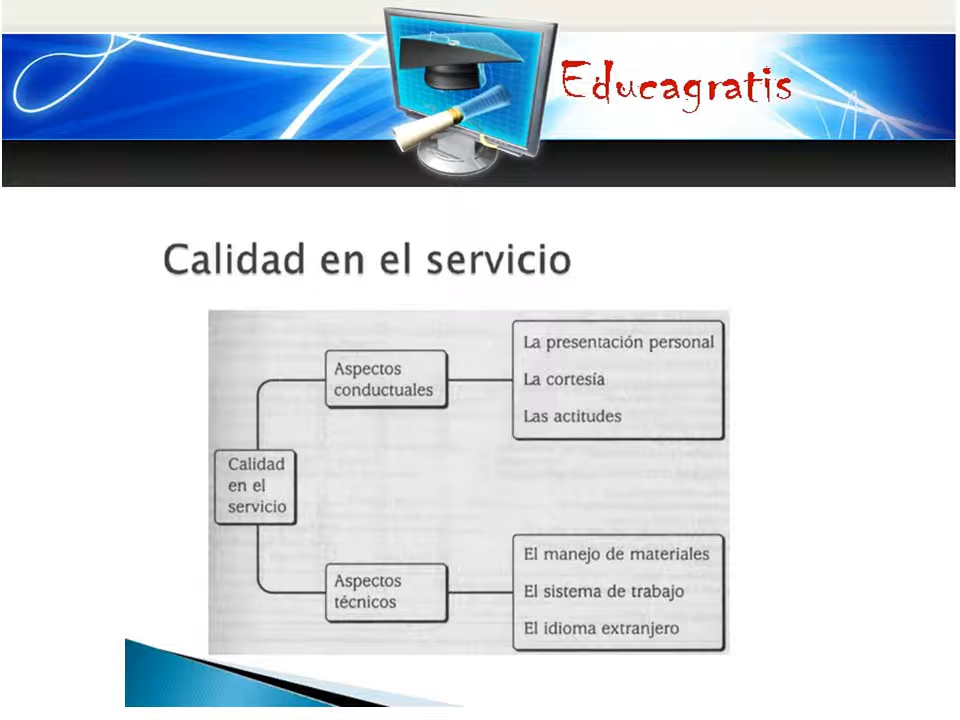 Educagratis
Calidad en el servicio
Calidad
en el
servicio
Aspectos
conductuales
La presentación personal
La cortesía
Las actitudes
Aspectos
técnicos
El manejo de materiales
El sistema de trabajo
El idioma extranjero